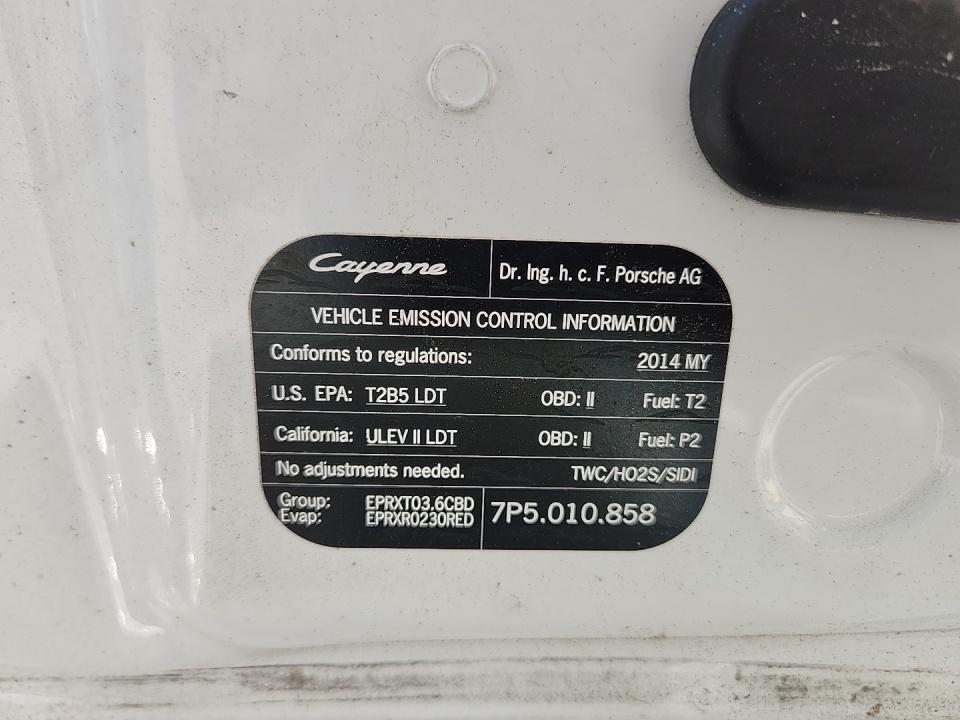 Cayenne Dr. Ing. h. c. F. Porsche AG
VEHICLE EMISSION CONTROL INFORMATION
Conforms to regulations: 2014 MY
U.S. EPA: T2B5 LDT OBD: II Fuel: T2
California: ULEV II LDT OBD: II Fuel: P2
No adjustments needed. TWC/HO2S/SIDI
Group: EPRXT03.6CBD
Evap: EPRXR0230RED
7P5.010.858